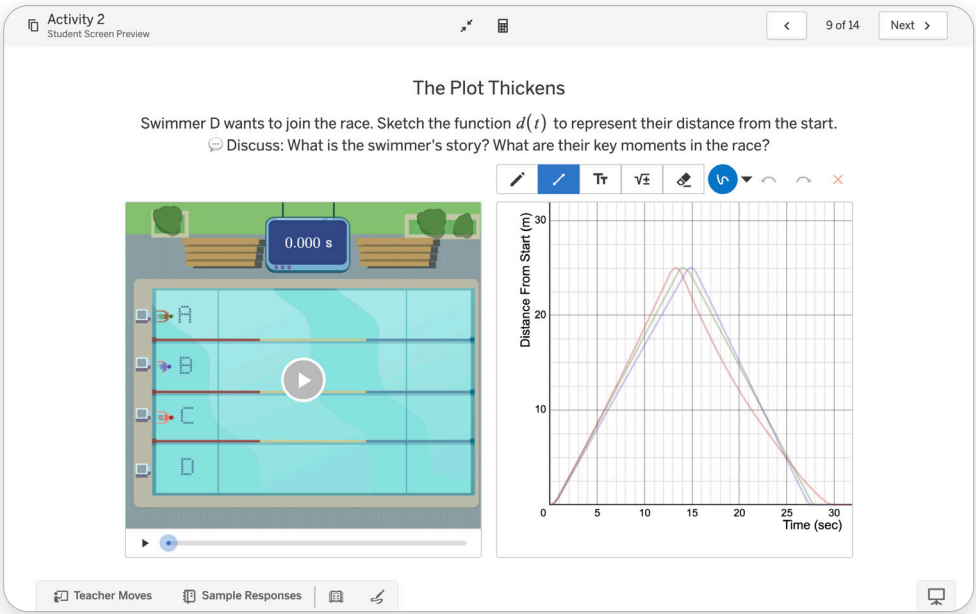 Activity 2
Student Screen Preview
9 of 14
Next
The Plot Thickens
Swimmer D wants to join the race. Sketch the function d(t) to represent their distance from the start.
Discuss: What is the swimmer's story? What are their key moments in the race?
TT
√±
0.000 s
A
B
C
D
Distance From Start (m)
30
20
10
0
5
10
15
20
25
30
Time (sec)
Teacher Moves
Sample Responses